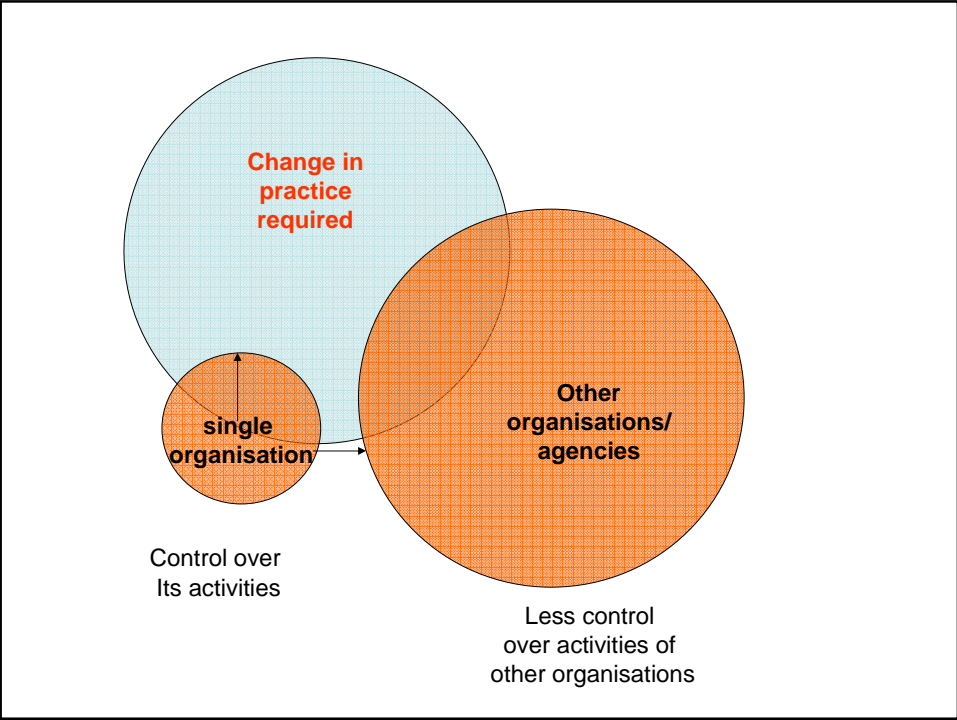 Change in
practice
required
Other
organisations/
agencies
single
organisation
Control over
Its activities
Less control
over activities of
other organisations